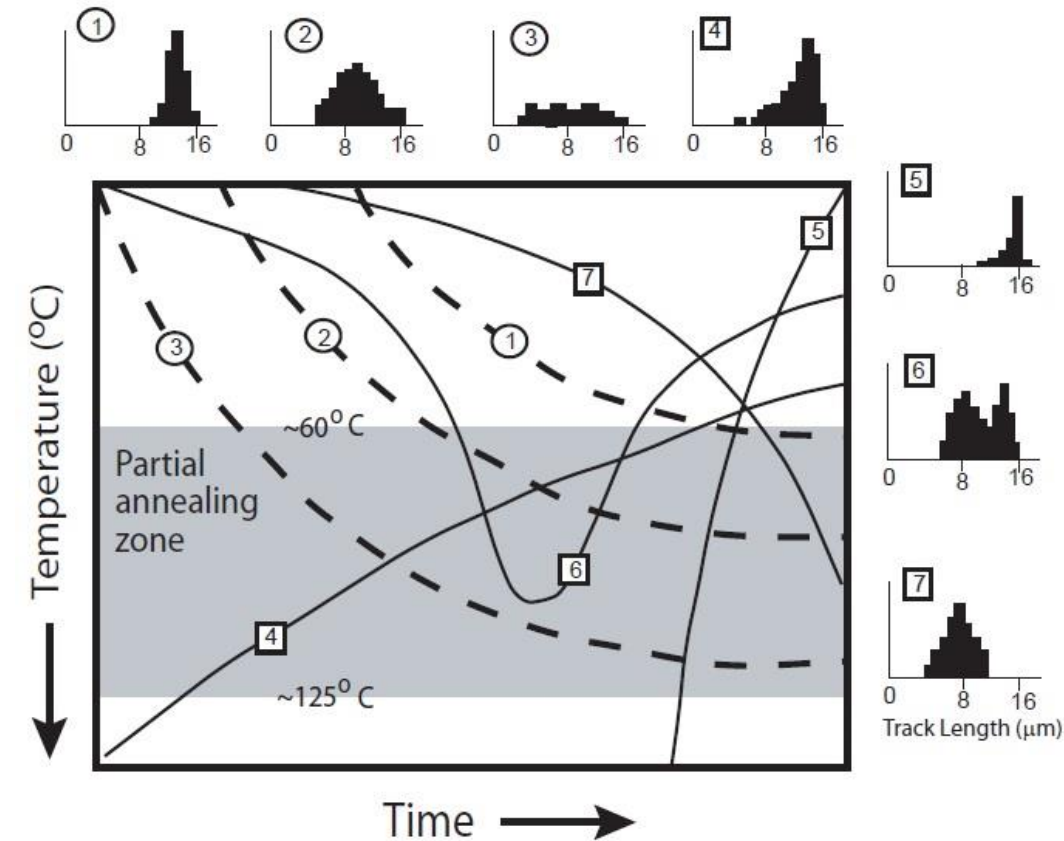 1
2
3
4
0 8 16
0 8 16
0 8 16
0 8 16
5
0 8 16
5
7
3
2
1
~60°C
6
0 8 16
Partial
annealing
zone
6
4
~125°C
7
0 8 16
Track Length (μm)
Temperature (°C)
Time